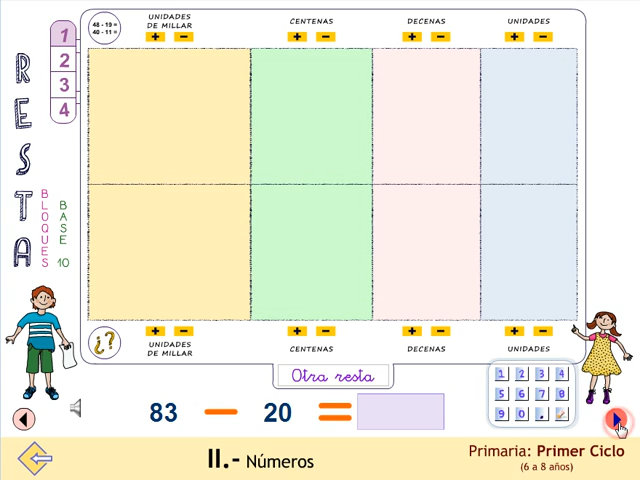 UNIDADES
DE MILLAR
CENTENAS
DECENAS
UNIDADES
+ - + - + - + -
48 - 19 =
40 - 11 =
1
2
3
4
RESTA
BLOQUES
BASE 10
¿?
+ - + - + - + -
UNIDADES
DE MILLAR
CENTENAS
DECENAS
UNIDADES
Otra resta
1 2 3 4
5 6 7 8
9 0 ,
83 - 20 =
II.- Números
Primaria: Primer Ciclo
(6 a 8 años)